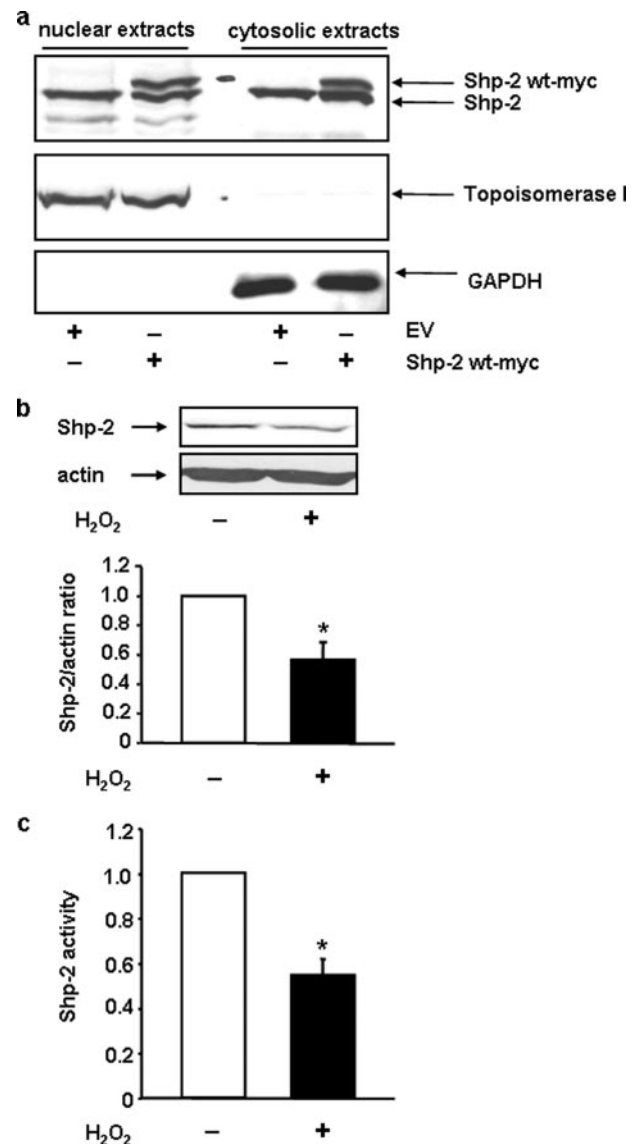 a
nuclear extracts cytosolic extracts
Shp-2 wt-myc
Shp-2
Topoisomerase I
GAPDH
+ – + – EV
– + – + Shp-2 wt-myc
b
Shp-2
actin
H₂O₂ – +
Shp-2/actin ratio
1.2
1.0
0.8
0.6
0.4
0.2
0
*
H₂O₂ – +
c
Shp-2 activity
1.2
1.0
0.8
0.6
0.4
0.2
0
*
H₂O₂ – +